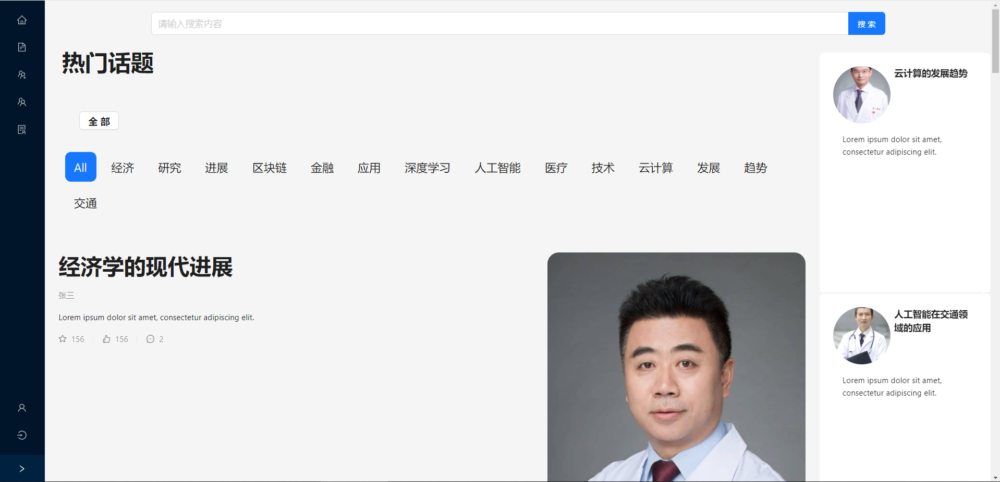 请输入搜索内容
搜 索
热门话题
全 部
All 经济 研究 进展 区块链 金融 应用 深度学习 人工智能 医疗 技术 云计算 发展 趋势
交通
经济学的现代进展
张三
Lorem ipsum dolor sit amet, consectetur adipiscing elit.
156 156 2
云计算的发展趋势
Lorem ipsum dolor sit amet,
consectetur adipiscing elit.
人工智能在交通领
域的应用
Lorem ipsum dolor sit amet,
consectetur adipiscing elit.